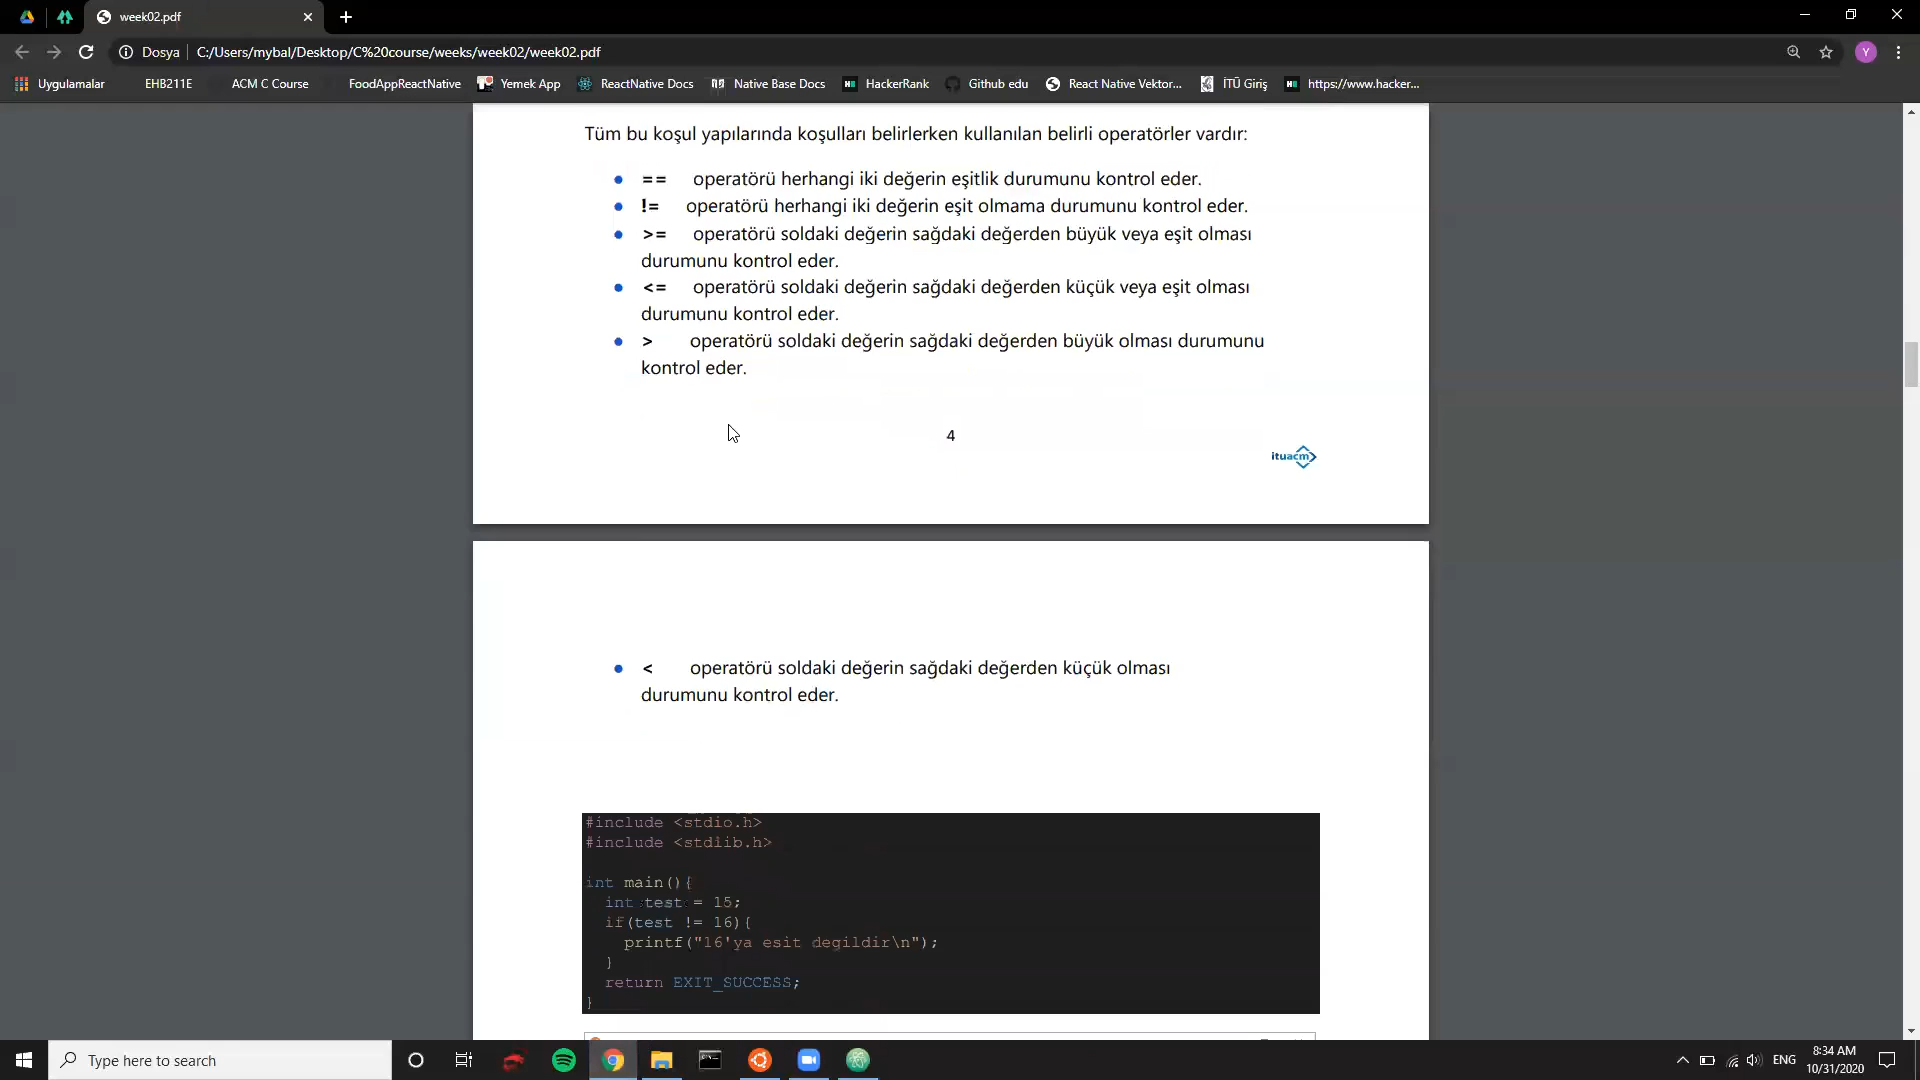 week02.pdf
Dosya
C:/Users/mybal/Desktop/C%20course/weeks/week02/week02.pdf
Y
Uygulamalar EHB211E ACM C Course FoodAppReactNative Yemek App ReactNative Docs Native Base Docs HackerRank Github edu React Native Vektor... İTÜ Giriş https://www.hacker...
Tüm bu koşul yapılarında koşulları belirlerken kullanılan belirli operatörler vardır:
● == operatörü herhangi iki değerin eşitlik durumunu kontrol eder.
● != operatörü herhangi iki değerin eşit olmama durumunu kontrol eder.
● >= operatörü soldaki değerin sağdaki değerden büyük veya eşit olması
durumunu kontrol eder.
● <= operatörü soldaki değerin sağdaki değerden küçük veya eşit olması
durumunu kontrol eder.
● > operatörü soldaki değerin sağdaki değerden büyük olması durumunu
kontrol eder.
4
ituacm
● < operatörü soldaki değerin sağdaki değerden küçük olması
durumunu kontrol eder.
#include <stdio.h>
#include <stdlib.h>
int main(){
int test = 15;
if(test != 16){
printf("16'ya esit degildir\n");
}
return EXIT_SUCCESS;
}
Type here to search
ENG
8:34 AM
10/31/2020